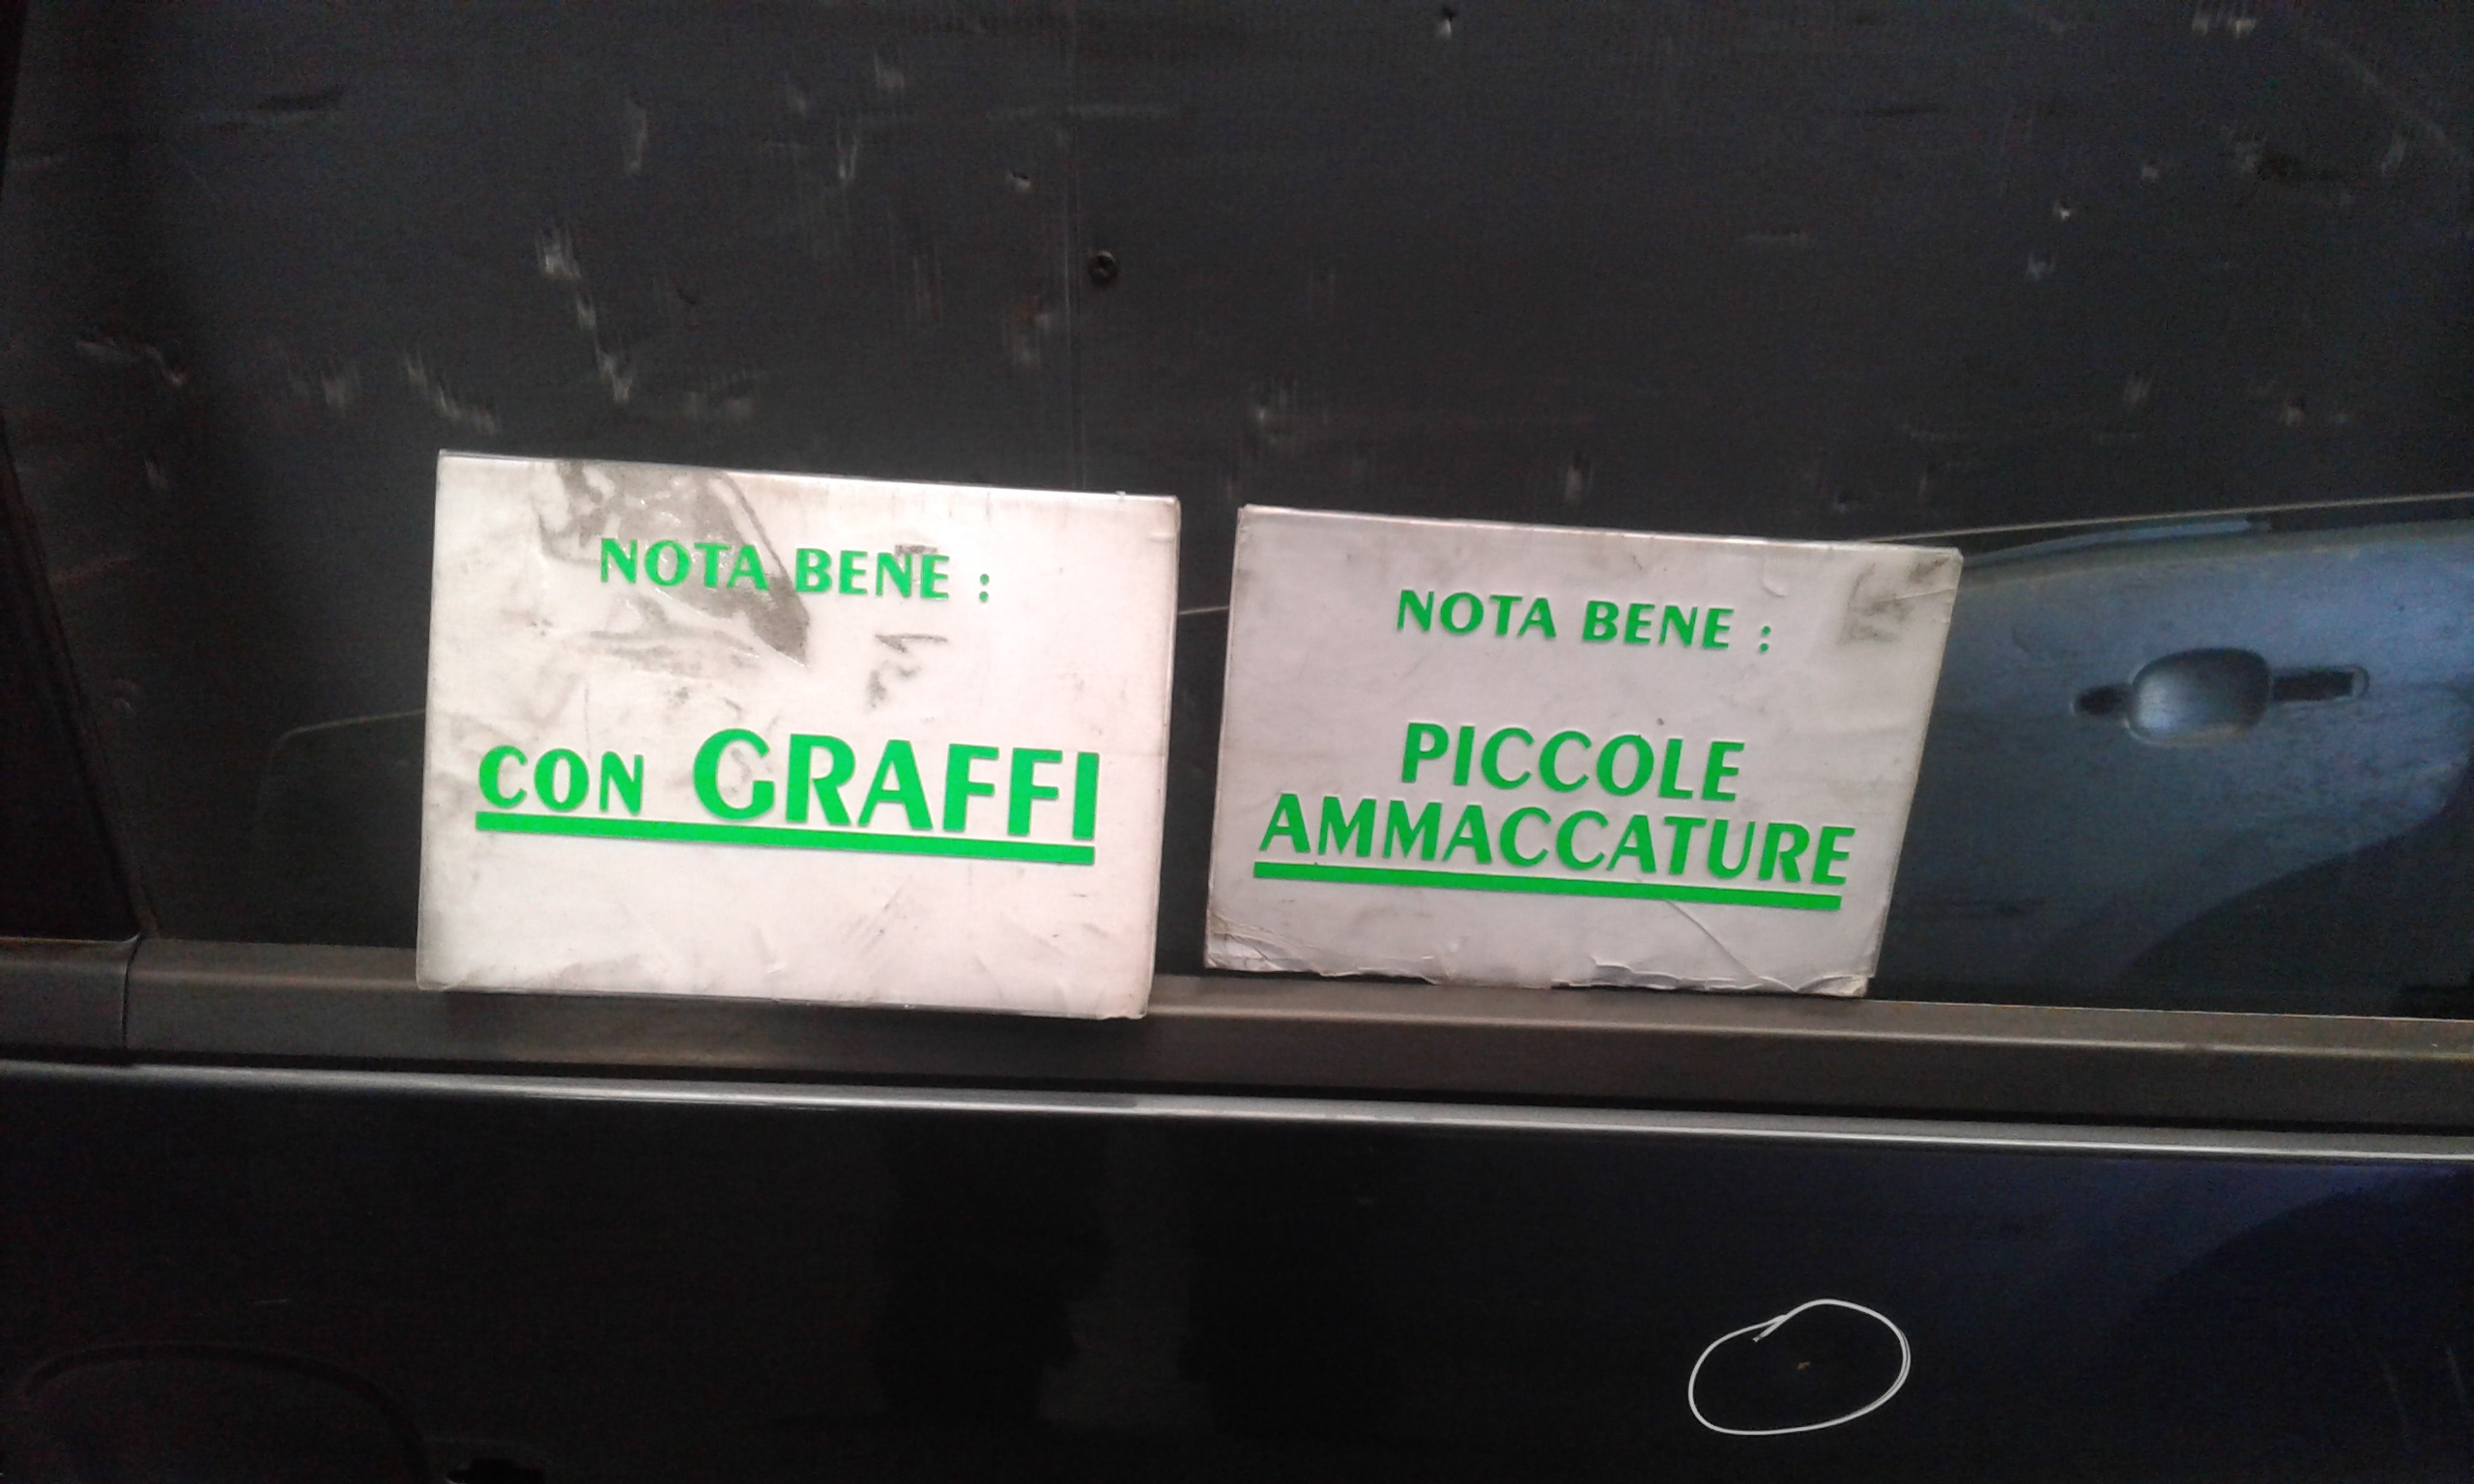 NOTA BENE :
CON GRAFFI
NOTA BENE :
PICCOLE
AMMACCATURE